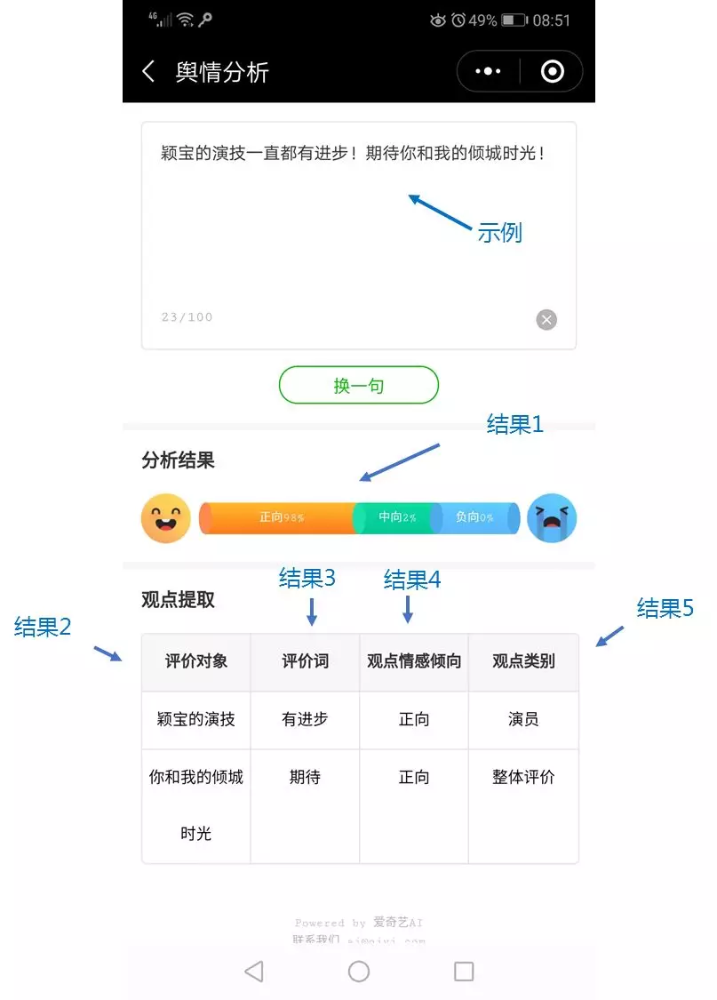 4G 49% 08:51
舆情分析
颖宝的演技一直都有进步！期待你和我的倾城时光！
示例
23/100
换一句
结果1
分析结果
正向98% 中向2% 负向0%
结果3 结果4
观点提取
结果5
结果2
评价对象 评价词 观点情感倾向 观点类别
颖宝的演技 有进步 正向 演员
你和我的倾城 期待 正向 整体评价
时光
Powered by 爱奇艺AI
联系我们 ai@qiyi.com